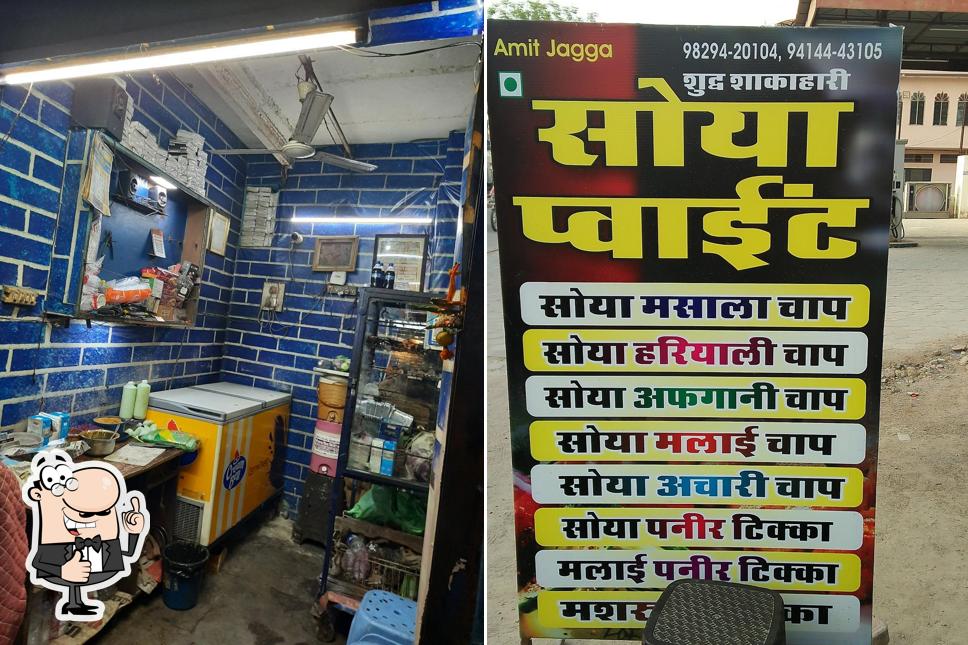 Amit Jagga
98294-20104, 94144-43105
शुद्ध शाकाहारी
सोया
प्वाईंट
सोया मसाला चाप
सोया हरियाली चाप
सोया अफगानी चाप
सोया मलाई चाप
सोया अचारी चाप
सोया पनीर टिक्का
मलाई पनीर टिक्का